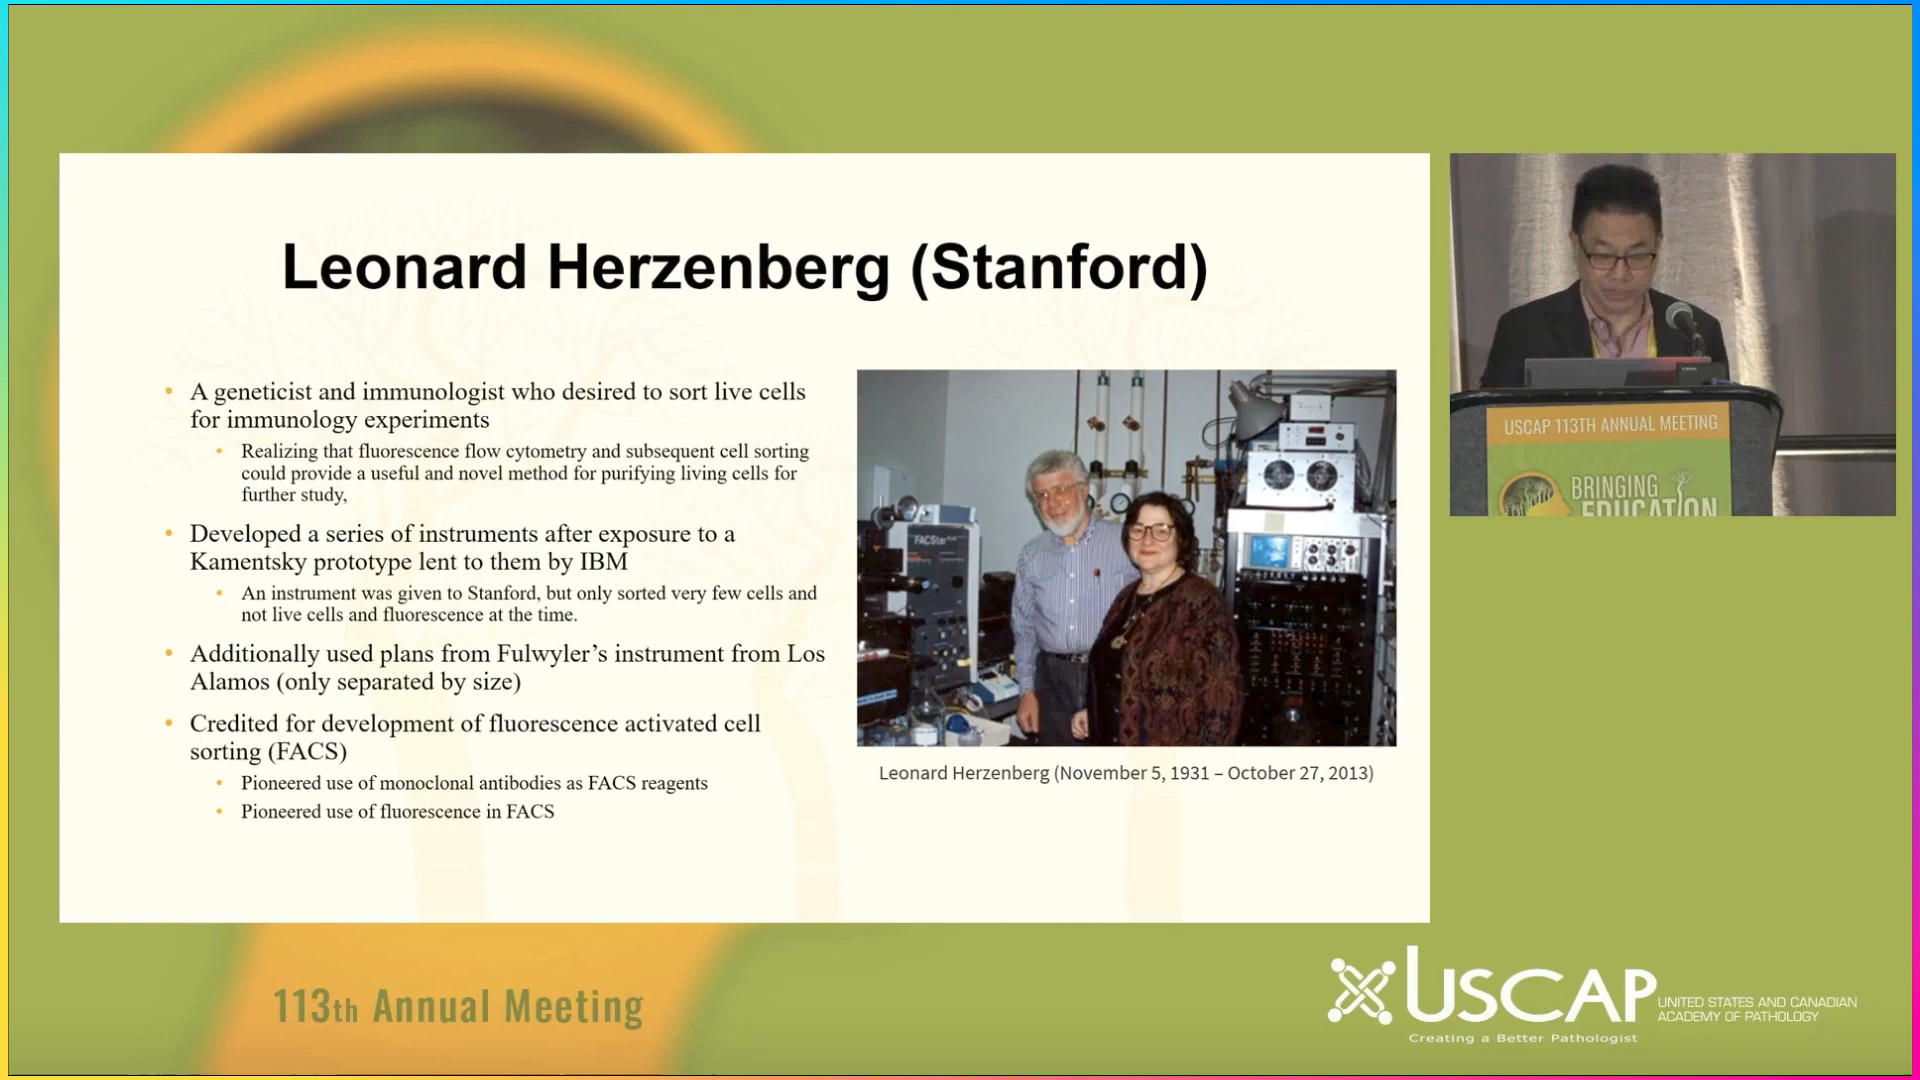 Leonard Herzenberg (Stanford)
• A geneticist and immunologist who desired to sort live cells
for immunology experiments
• Realizing that fluorescence flow cytometry and subsequent cell sorting
could provide a useful and novel method for purifying living cells for
further study,
• Developed a series of instruments after exposure to a
Kamentsky prototype lent to them by IBM
• An instrument was given to Stanford, but only sorted very few cells and
not live cells and fluorescence at the time.
• Additionally used plans from Fulwyler’s instrument from Los
Alamos (only separated by size)
• Credited for development of fluorescence activated cell
sorting (FACS)
• Pioneered use of monoclonal antibodies as FACS reagents
• Pioneered use of fluorescence in FACS
FACStar
Leonard Herzenberg (November 5, 1931 – October 27, 2013)
USCAP 113TH ANNUAL MEETING
BRINGING
EDUCATION
113th Annual Meeting
USCAP
UNITED STATES AND CANADIAN
ACADEMY OF PATHOLOGY
Creating a Better Pathologist